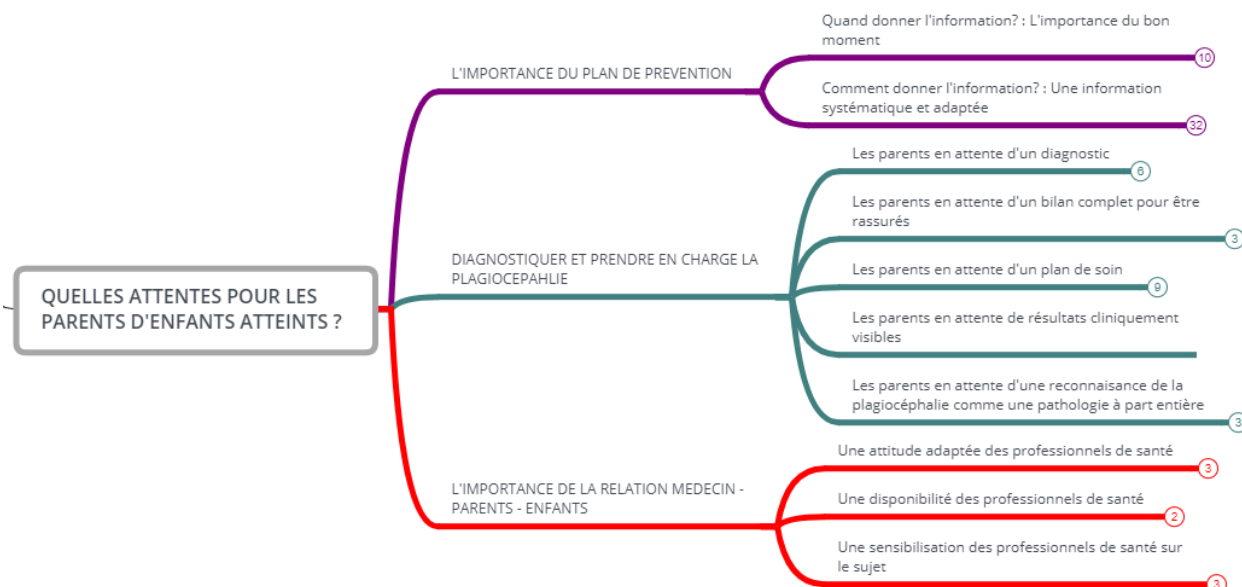 QUELLES ATTENTES POUR LES
PARENTS D'ENFANTS ATTEINTS ?
L'IMPORTANCE DU PLAN DE PREVENTION
Quand donner l'information? : L'importance du bon
moment
10
Comment donner l'information? : Une information
systématique et adaptée
32
DIAGNOSTIQUER ET PRENDRE EN CHARGE LA
PLAGIOCEPAHLIE
Les parents en attente d'un diagnostic
6
Les parents en attente d'un bilan complet pour être
rassurés
3
Les parents en attente d'un plan de soin
9
Les parents en attente de résultats cliniquement
visibles
Les parents en attente d'une reconnaisance de la
plagiocéphalie comme une pathologie à part entière
3
L'IMPORTANCE DE LA RELATION MEDECIN -
PARENTS - ENFANTS
Une attitude adaptée des professionnels de santé
3
Une disponibilité des professionnels de santé
2
Une sensibilisation des professionnels de santé sur
le sujet
3